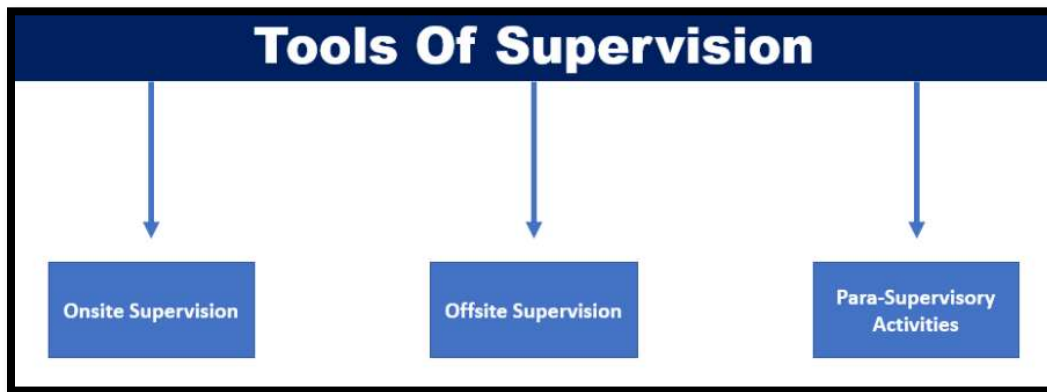 Tools Of Supervision
Onsite Supervision
Offsite Supervision
Para-Supervisory
Activities